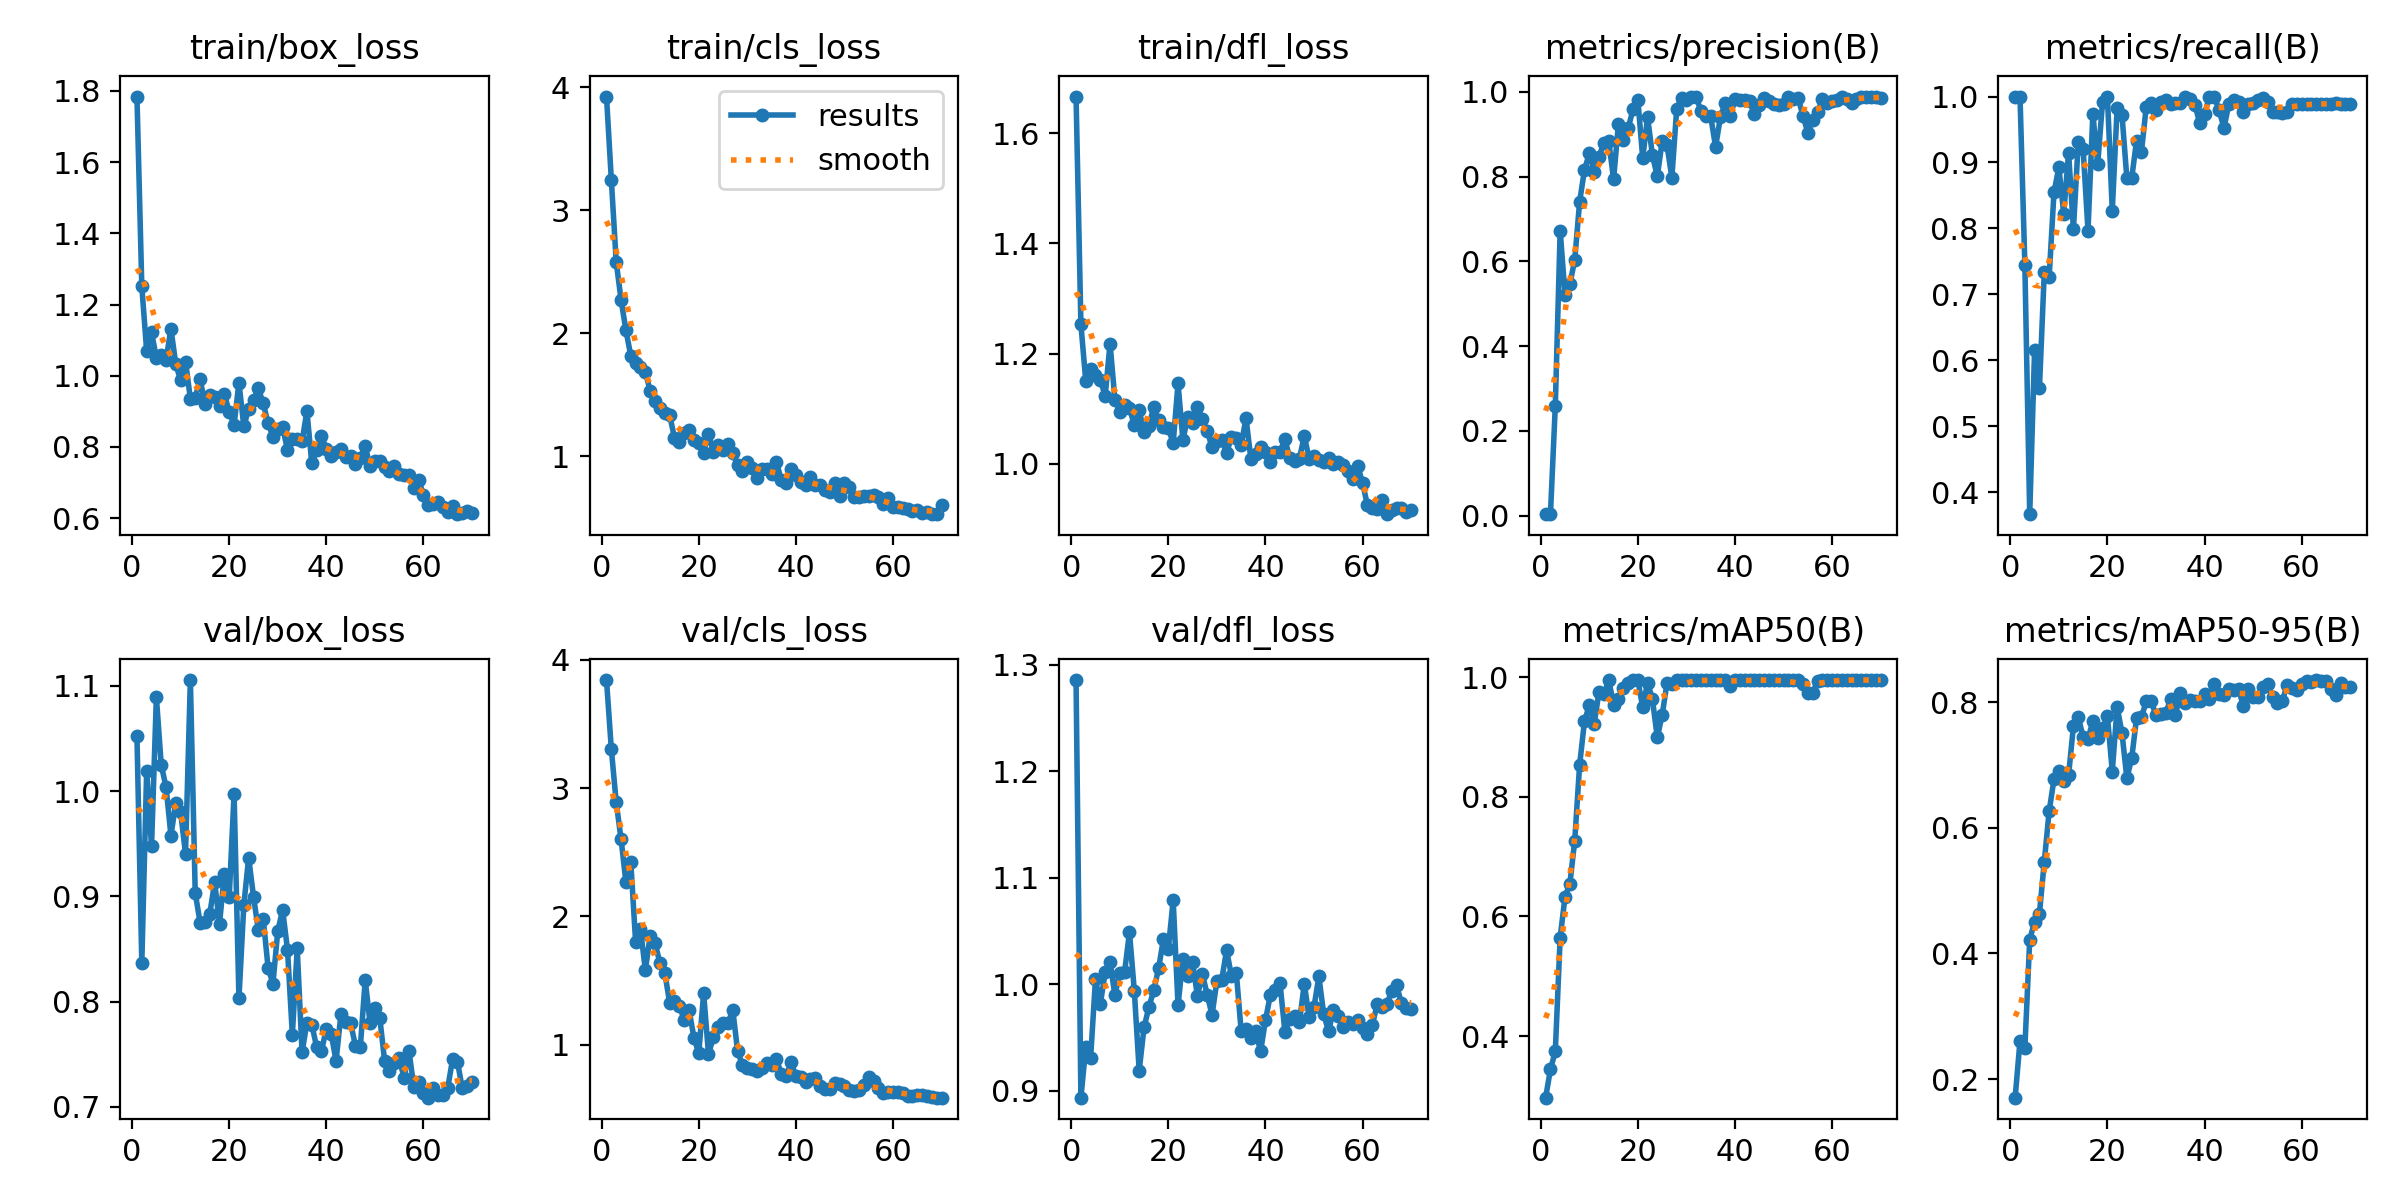 train/box_loss
train/cls_loss
train/dfl_loss
metrics/precision(B)
metrics/recall(B)
1.8
1.6
1.4
1.2
1.0
0.8
0.6
0 20 40 60
4
3
2
1
results
smooth
0 20 40 60
1.6
1.4
1.2
1.0
0 20 40 60
1.0
0.8
0.6
0.4
0.2
0.0
0 20 40 60
1.0
0.9
0.8
0.7
0.6
0.5
0.4
0 20 40 60
val/box_loss
val/cls_loss
val/dfl_loss
metrics/mAP50(B)
metrics/mAP50-95(B)
1.1
1.0
0.9
0.8
0.7
0 20 40 60
4
3
2
1
0 20 40 60
1.3
1.2
1.1
1.0
0.9
0 20 40 60
1.0
0.8
0.6
0.4
0 20 40 60
0.8
0.6
0.4
0.2
0 20 40 60